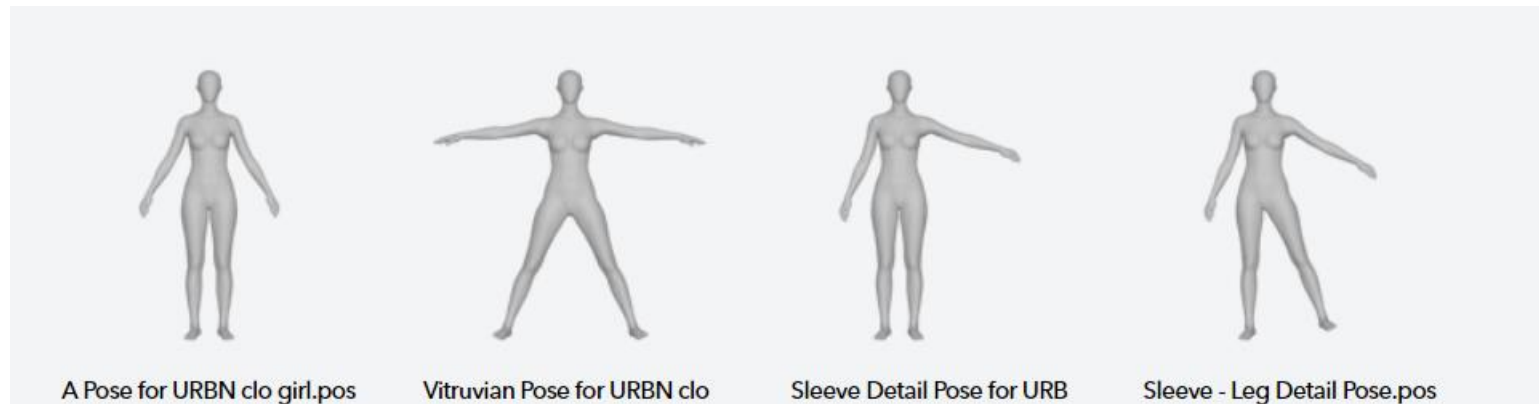 A Pose for URBN clo girl.pos
Vitruvian Pose for URBN clo
Sleeve Detail Pose for URB
Sleeve - Leg Detail Pose.pos